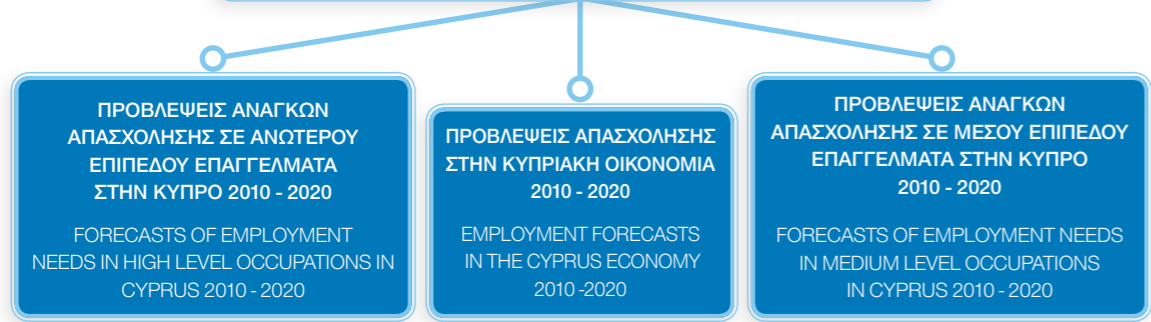 ΠΡΟΒΛΕΨΕΙΣ ΑΝΑΓΚΩΝ
ΑΠΑΣΧΟΛΗΣΗΣ ΣΕ ΑΝΩΤΕΡΟΥ
ΕΠΙΠΕΔΟΥ ΕΠΑΓΓΕΛΜΑΤΑ
ΣΤΗΝ ΚΥΠΡΟ 2010 - 2020
FORECASTS OF EMPLOYMENT
NEEDS IN HIGH LEVEL OCCUPATIONS IN
CYPRUS 2010 - 2020
ΠΡΟΒΛΕΨΕΙΣ ΑΠΑΣΧΟΛΗΣΗΣ
ΣΤΗΝ ΚΥΠΡΙΑΚΗ ΟΙΚΟΝΟΜΙΑ
2010 - 2020
EMPLOYMENT FORECASTS
IN THE CYPRUS ECONOMY
2010 -2020
ΠΡΟΒΛΕΨΕΙΣ ΑΝΑΓΚΩΝ
ΑΠΑΣΧΟΛΗΣΗΣ ΣΕ ΜΕΣΟΥ ΕΠΙΠΕΔΟΥ
ΕΠΑΓΓΕΛΜΑΤΑ ΣΤΗΝ ΚΥΠΡΟ
2010 - 2020
FORECASTS OF EMPLOYMENT NEEDS
IN MEDIUM LEVEL OCCUPATIONS
IN CYPRUS 2010 - 2020